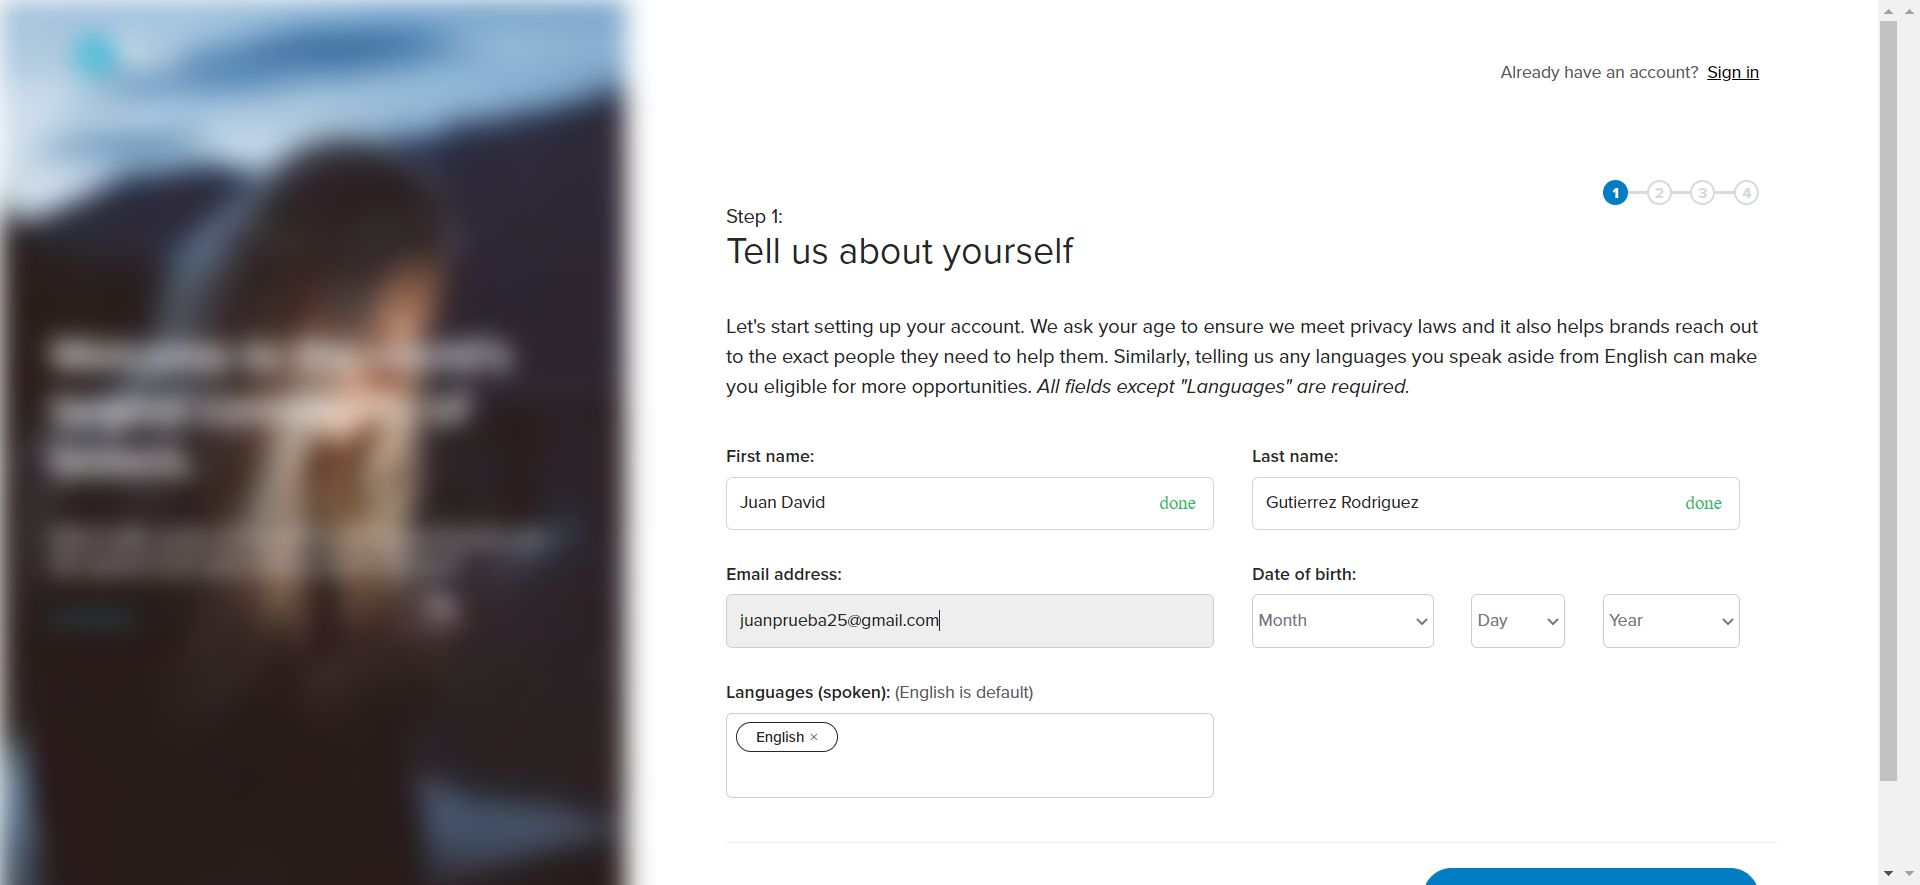 Already have an account? Sign in
1 2 3 4
Step 1:
Tell us about yourself
Let's start setting up your account. We ask your age to ensure we meet privacy laws and it also helps brands reach out
to the exact people they need to help them. Similarly, telling us any languages you speak aside from English can make
you eligible for more opportunities. All fields except "Languages" are required.
First name:
Last name:
Juan David done
Gutierrez Rodriguez done
Email address:
Date of birth:
juanprueba25@gmail.com
Month Day Year
Languages (spoken): (English is default)
English ×